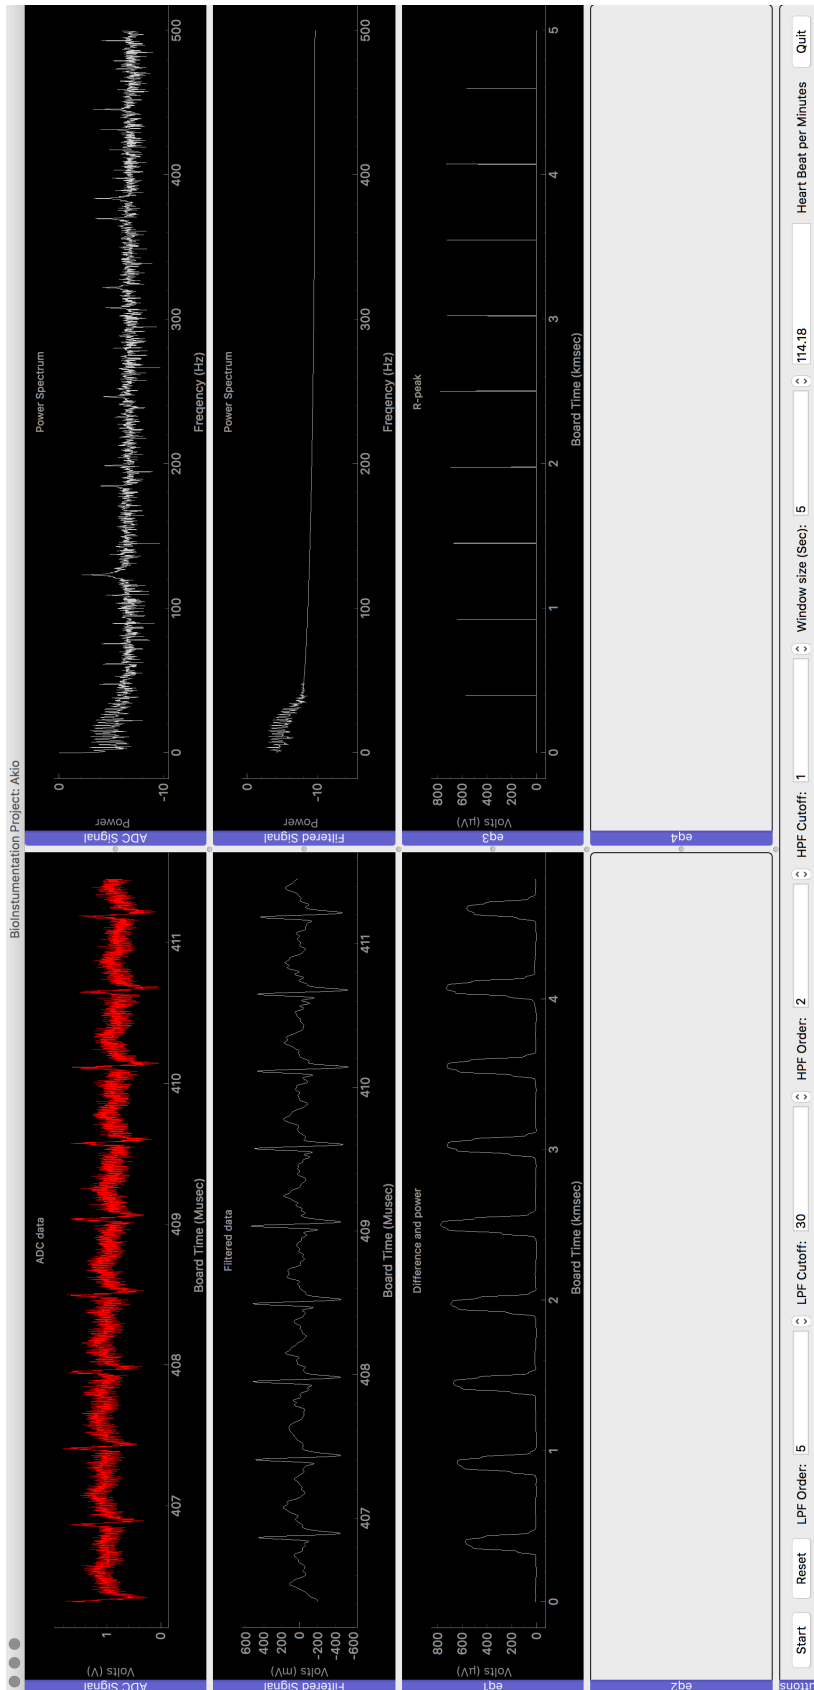 BioInstumentation Project: Akio
ADC Signal
ADC data
Volts (V)
1
0
407 408 409 410 411
Board Time (Musec)
ADC Signal
Power Spectrum
Power
0
-10
0 100 200 300 400 500
Freqency (Hz)
Filtered Signal
Filtered data
Volts (mV)
600
400
200
0
-200
-400
-600
407 408 409 410 411
Board Time (Musec)
Filtered Signal
Power Spectrum
Power
0
-10
0 100 200 300 400 500
Freqency (Hz)
eq1
Difference and power
Volts (µV)
800
600
400
200
0
0 1 2 3 4
Board Time (kmsec)
eq3
R-peak
Volts (µV)
800
600
400
200
0
0 1 2 3 4 5
Board Time (kmsec)
eq2
eq4
uttons
Start Reset LPF Order: 5 LPF Cutoff: 30 HPF Order: 2 HPF Cutoff: 1 Window size (Sec): 5 114.18 Heart Beat per Minutes Quit